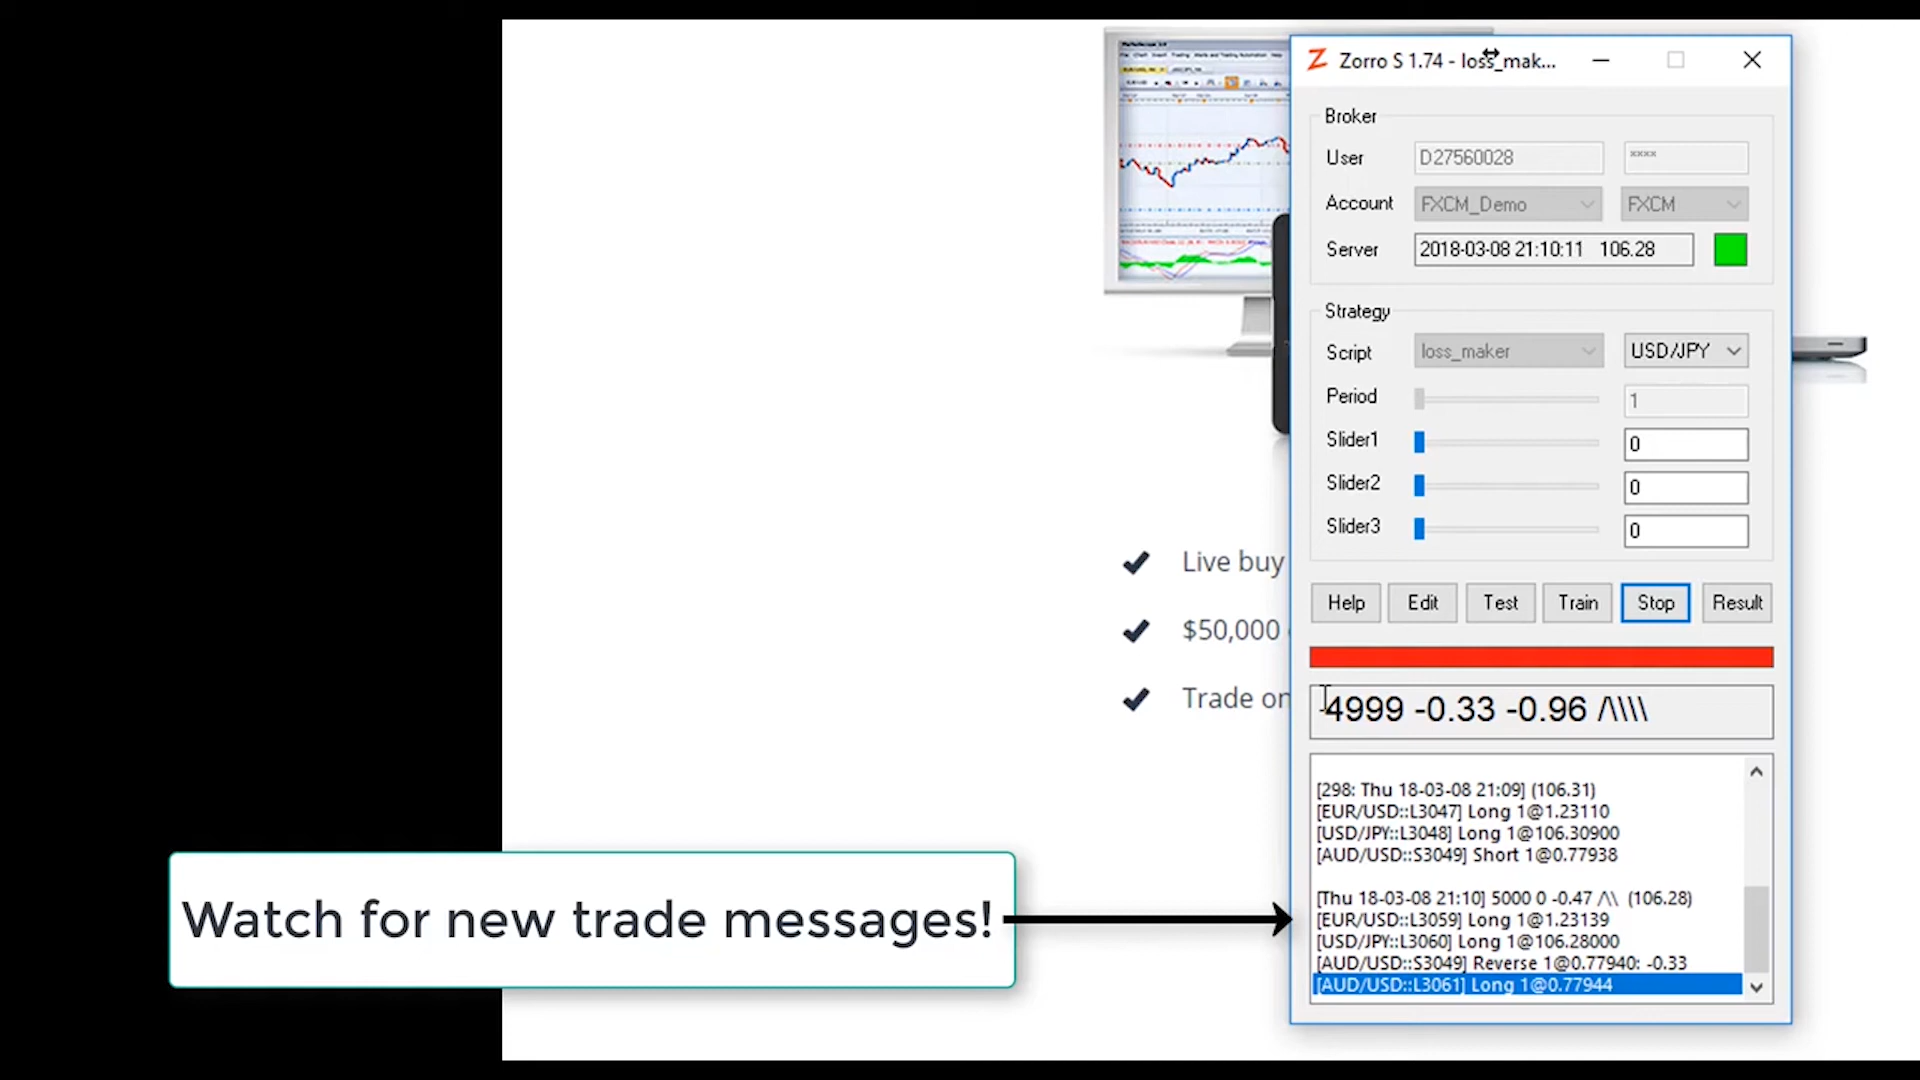 Zorro S 1.74 - loss_mak...
Broker
User D27560028 ****
Account FXCM_Demo FXCM
Server 2018-03-08 21:10:11 106.28
Strategy
Script loss_maker USD/JPY
Period 1
Slider1 0
Slider2 0
Slider3 0
Help Edit Test Train Stop Result
4999 -0.33 -0.96 /\\\\
[298: Thu 18-03-08 21:09] (106.31)
[EUR/USD::L3047] Long 1@1.23110
[USD/JPY::L3048] Long 1@106.30900
[AUD/USD::S3049] Short 1@0.77938
[Thu 18-03-08 21:10] 5000 0 -0.47 /\\ (106.28)
[EUR/USD::L3059] Long 1@1.23139
[USD/JPY::L3060] Long 1@106.28000
[AUD/USD::S3049] Reverse 1@0.77940: -0.33
[AUD/USD::L3061] Long 1@0.77944
Live buy
$50,000
Trade on
Watch for new trade messages!